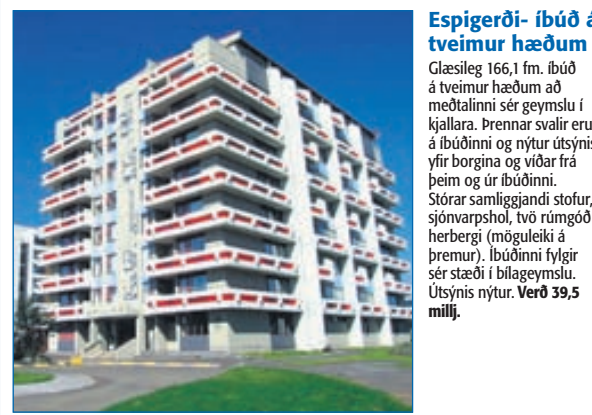 Espigerði- íbúð á
tveimur hæðum
Glæsileg 166,1 fm. íbúð
á tveimur hæðum að
meðtalinni sér geymslu í
kjallara. Þrennar svalir eru
á íbúðinni og nýtur útsýnis
yfir borgina og víðar frá
þeim og úr íbúðinni.
Stórar samliggjandi stofur,
sjónvarpshol, tvö rúmgóð
herbergi (möguleiki á
þremur). Íbúðinni fylgir
sér stæði í bílageymslu.
Útsýnis nýtur. Verð 39,5
millj.